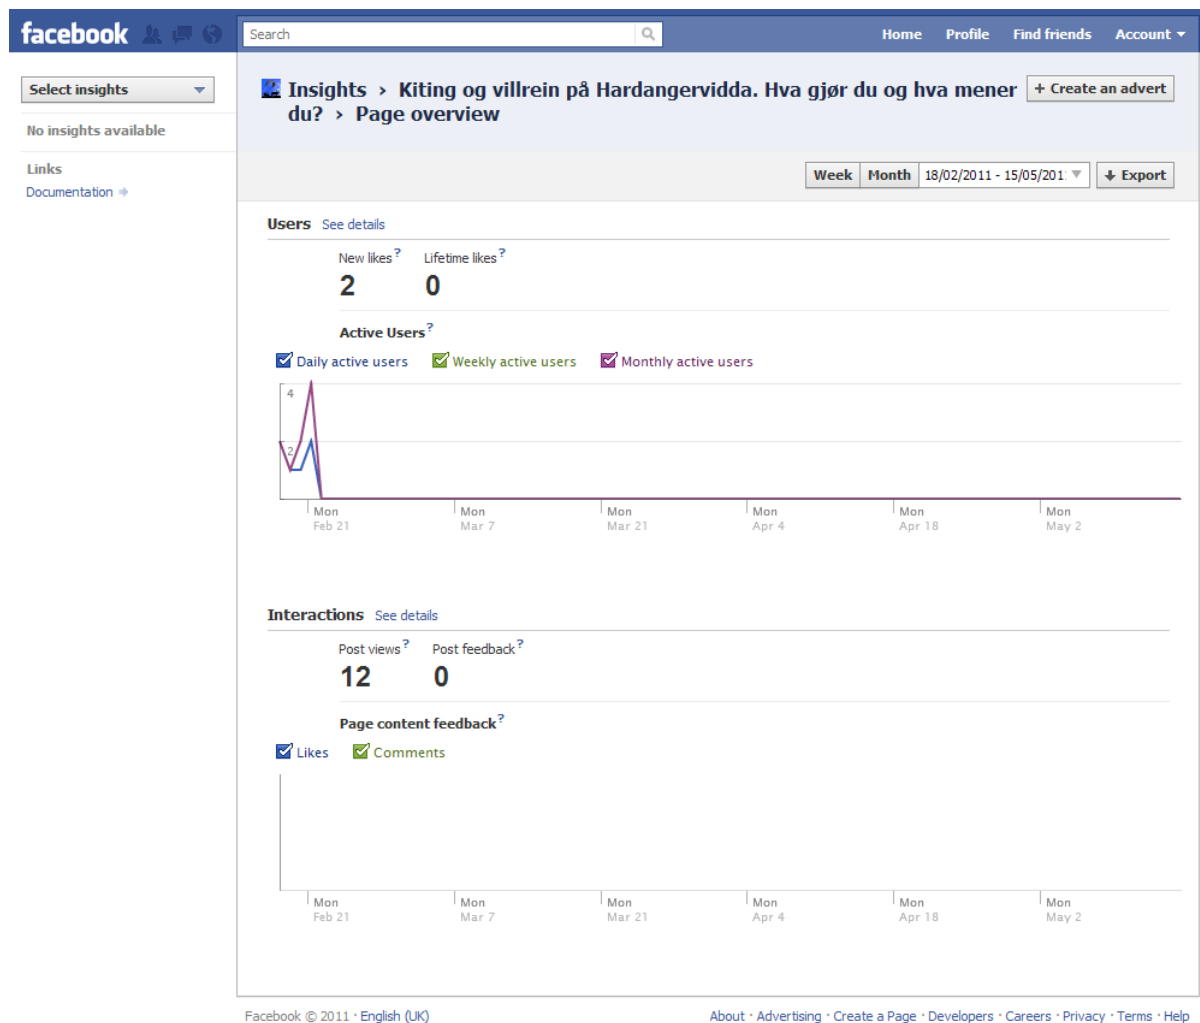 facebook
Search
Home Profile Find friends Account
Select insights
No insights available
Links
Documentation
Insights › Kiting og villrein på Hardangervidda. Hva gjør du og hva mener
du? › Page overview
+ Create an advert
Week Month 18/02/2011 - 15/05/201 Export
Users See details
New likes? Lifetime likes?
2 0
Active Users?
Daily active users Weekly active users Monthly active users
4
2
Mon Mon Mon Mon Mon Mon
Feb 21 Mar 7 Mar 21 Apr 4 Apr 18 May 2
Interactions See details
Post views? Post feedback?
12 0
Page content feedback?
Likes Comments
Mon Mon Mon Mon Mon Mon
Feb 21 Mar 7 Mar 21 Apr 4 Apr 18 May 2
Facebook © 2011 · English (UK)
About · Advertising · Create a Page · Developers · Careers · Privacy · Terms · Help